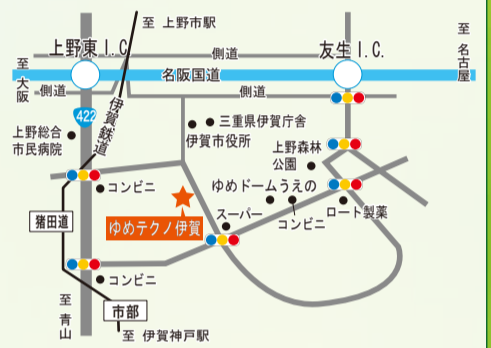 至 上野市駅
上野東I.C
側道
友生I.C.
至 名古屋
名阪国道
至 大阪
側道
側道
伊賀鉄道
422
三重県伊賀庁舎
伊賀市役所
上野総合
市民病院
上野森林
公園
コンビニ
ゆめドームうえの
猪田道
ゆめテクノ伊賀
スーパー
コンビニ
ロート製薬
コンビニ
至 青山
市部
至 伊賀神戸駅